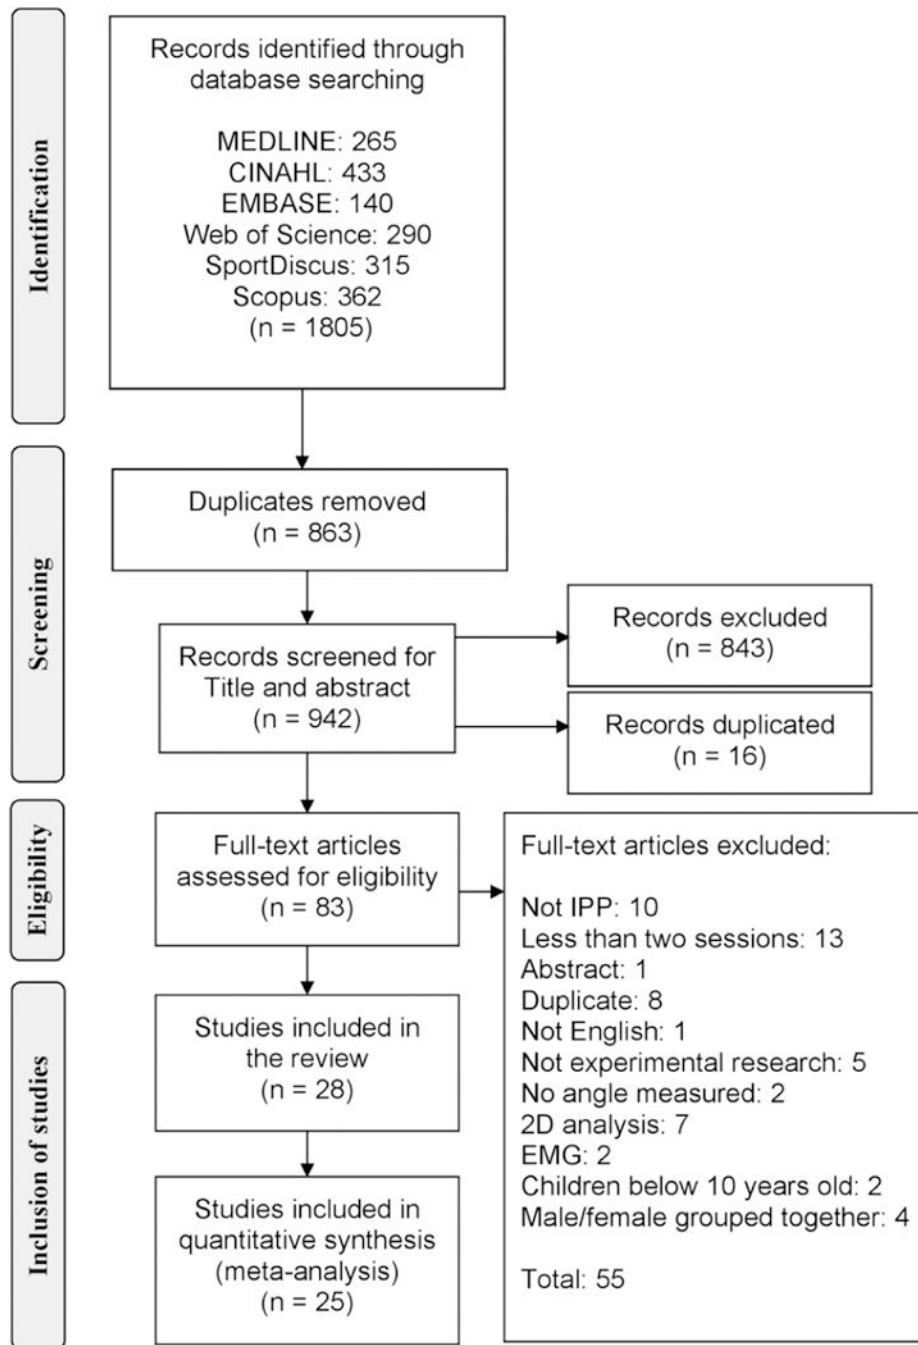 Identification
Records identified through
database searching
MEDLINE: 265
CINAHL: 433
EMBASE: 140
Web of Science: 290
SportDiscus: 315
Scopus: 362
(n = 1805)
Screening
Duplicates removed
(n = 863)
Records screened for
Title and abstract
(n = 942)
Records excluded
(n = 843)
Records duplicated
(n = 16)
Eligibility
Full-text articles
assessed for eligibility
(n = 83)
Full-text articles excluded:
Not IPP: 10
Less than two sessions: 13
Abstract: 1
Duplicate: 8
Not English: 1
Not experimental research: 5
No angle measured: 2
2D analysis: 7
EMG: 2
Children below 10 years old: 2
Male/female grouped together: 4
Total: 55
Inclusion of studies
Studies included in
the review
(n = 28)
Studies included in
quantitative synthesis
(meta-analysis)
(n = 25)